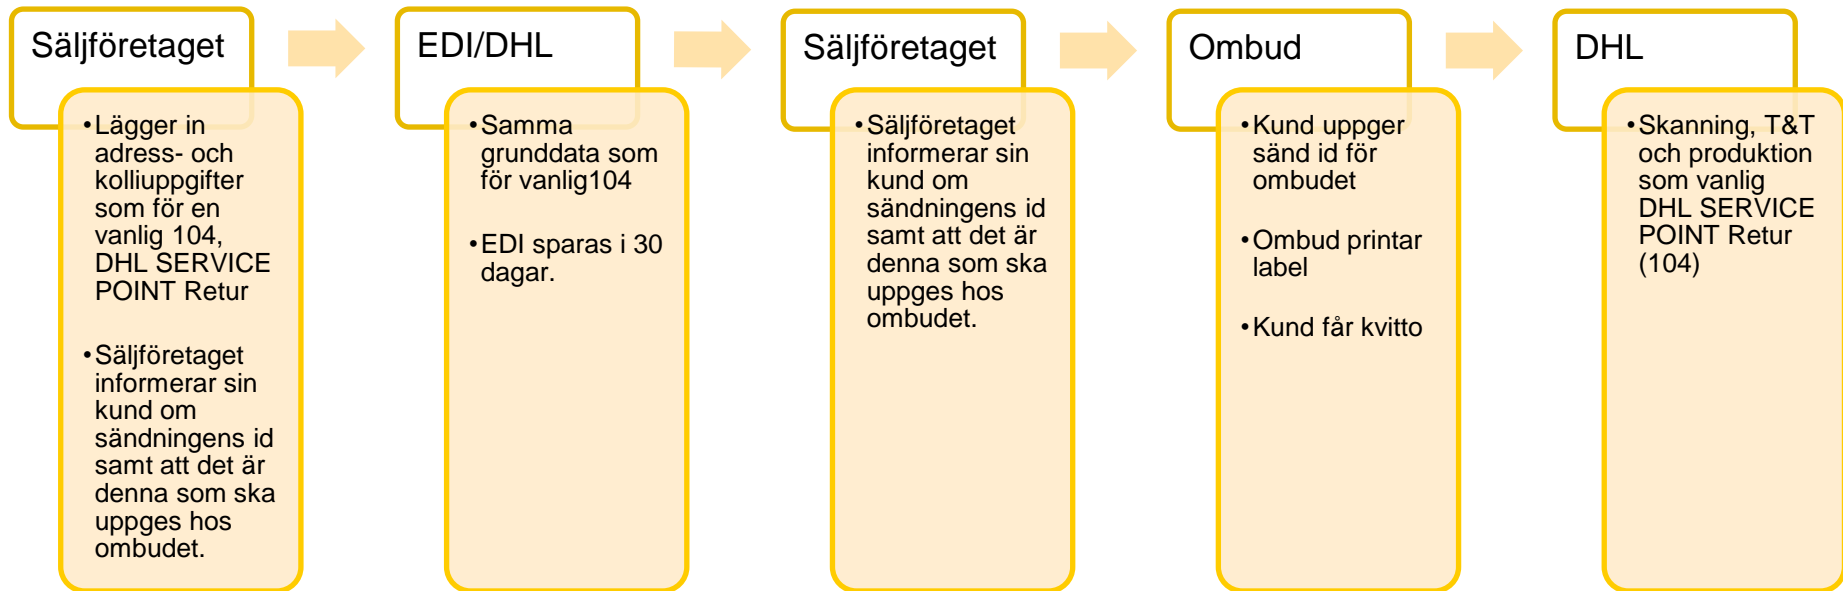 Säljföretaget
•Lägger in
adress- och
kolliuppgifter
som för en
vanlig 104,
DHL SERVICE
POINT Retur
•Säljföretaget
informerar sin
kund om
sändningens id
samt att det är
denna som ska
uppges hos
ombudet.
EDI/DHL
•Samma
grunddata som
för vanlig104
•EDI sparas i 30
dagar.
Säljföretaget
•Säljföretaget
informerar sin
kund om
sändningens id
samt att det är
denna som ska
uppges hos
ombudet.
Ombud
•Kund uppger
sänd id för
ombudet
•Ombud printar
label
•Kund får kvitto
DHL
•Skanning, T&T
och produktion
som vanlig
DHL SERVICE
POINT Retur
(104)